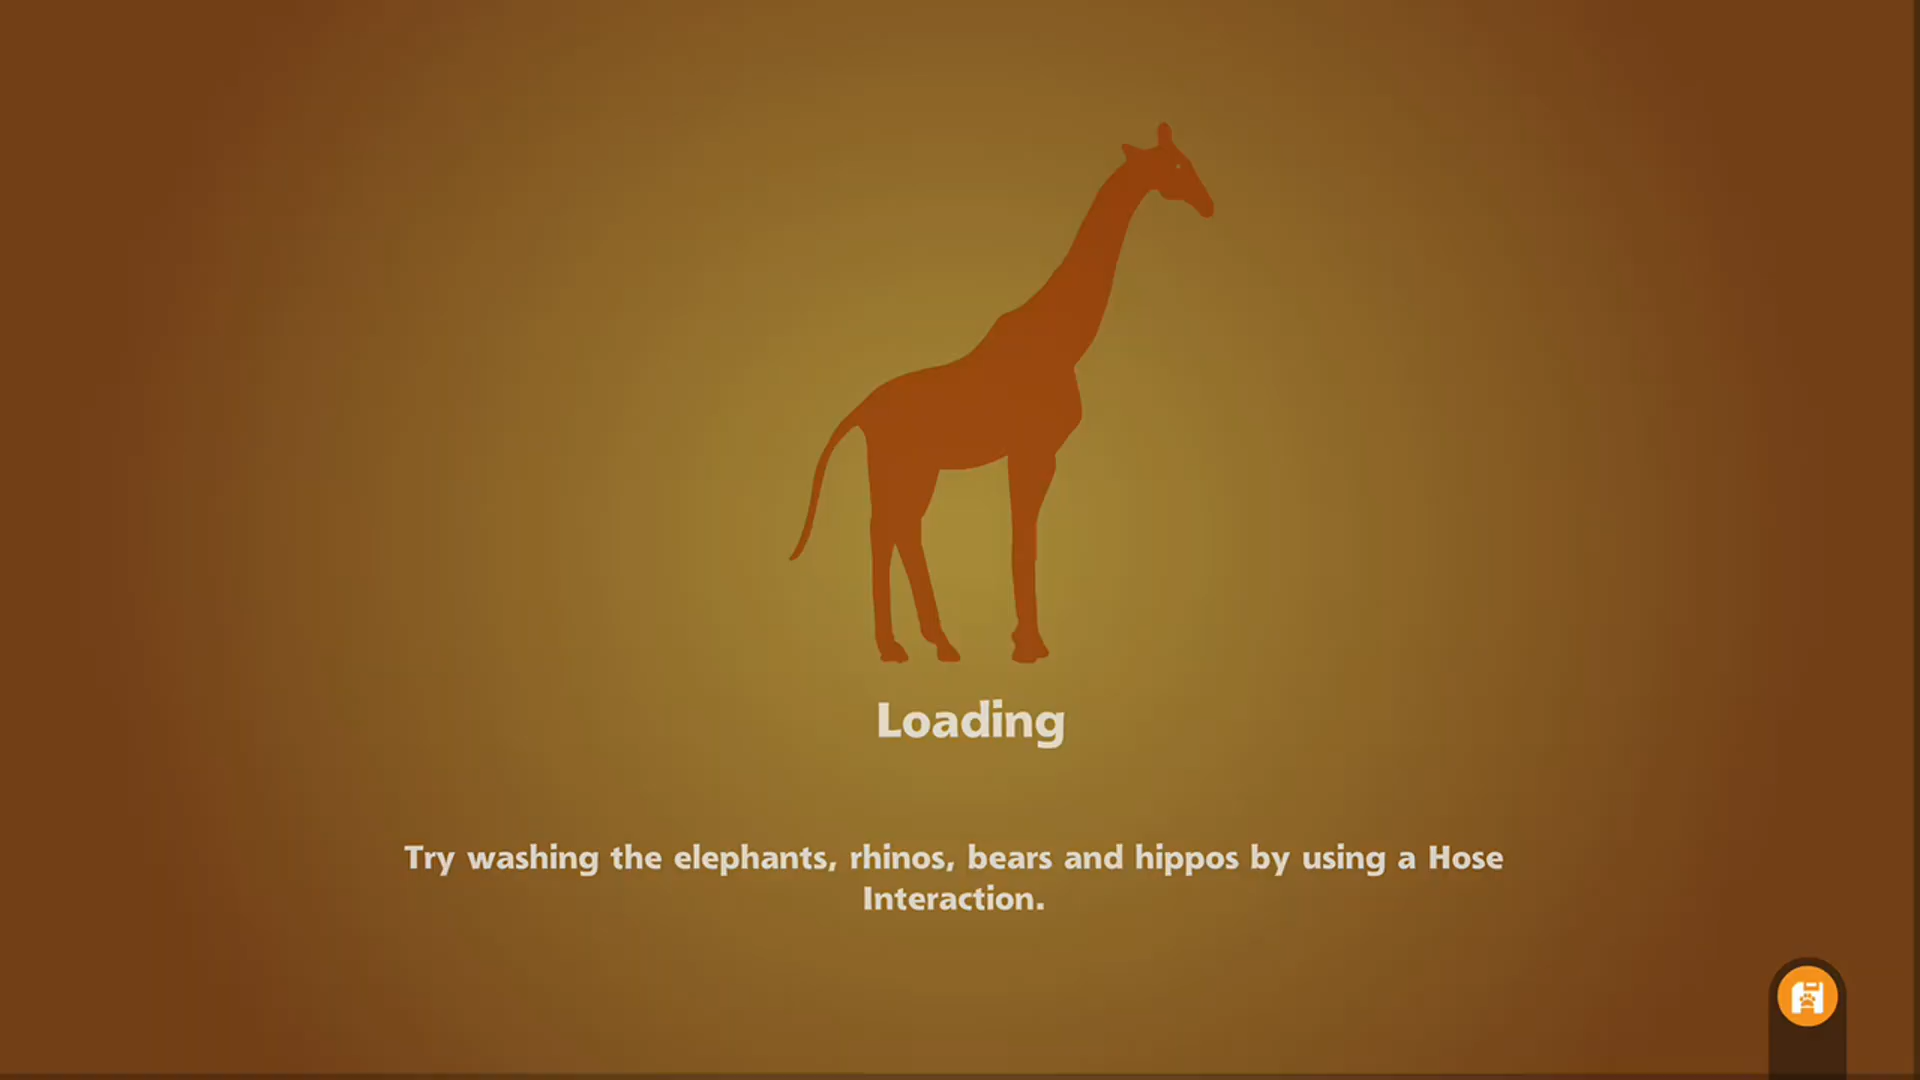 Loading
Try washing the elephants, rhinos, bears and hippos by using a Hose
Interaction.